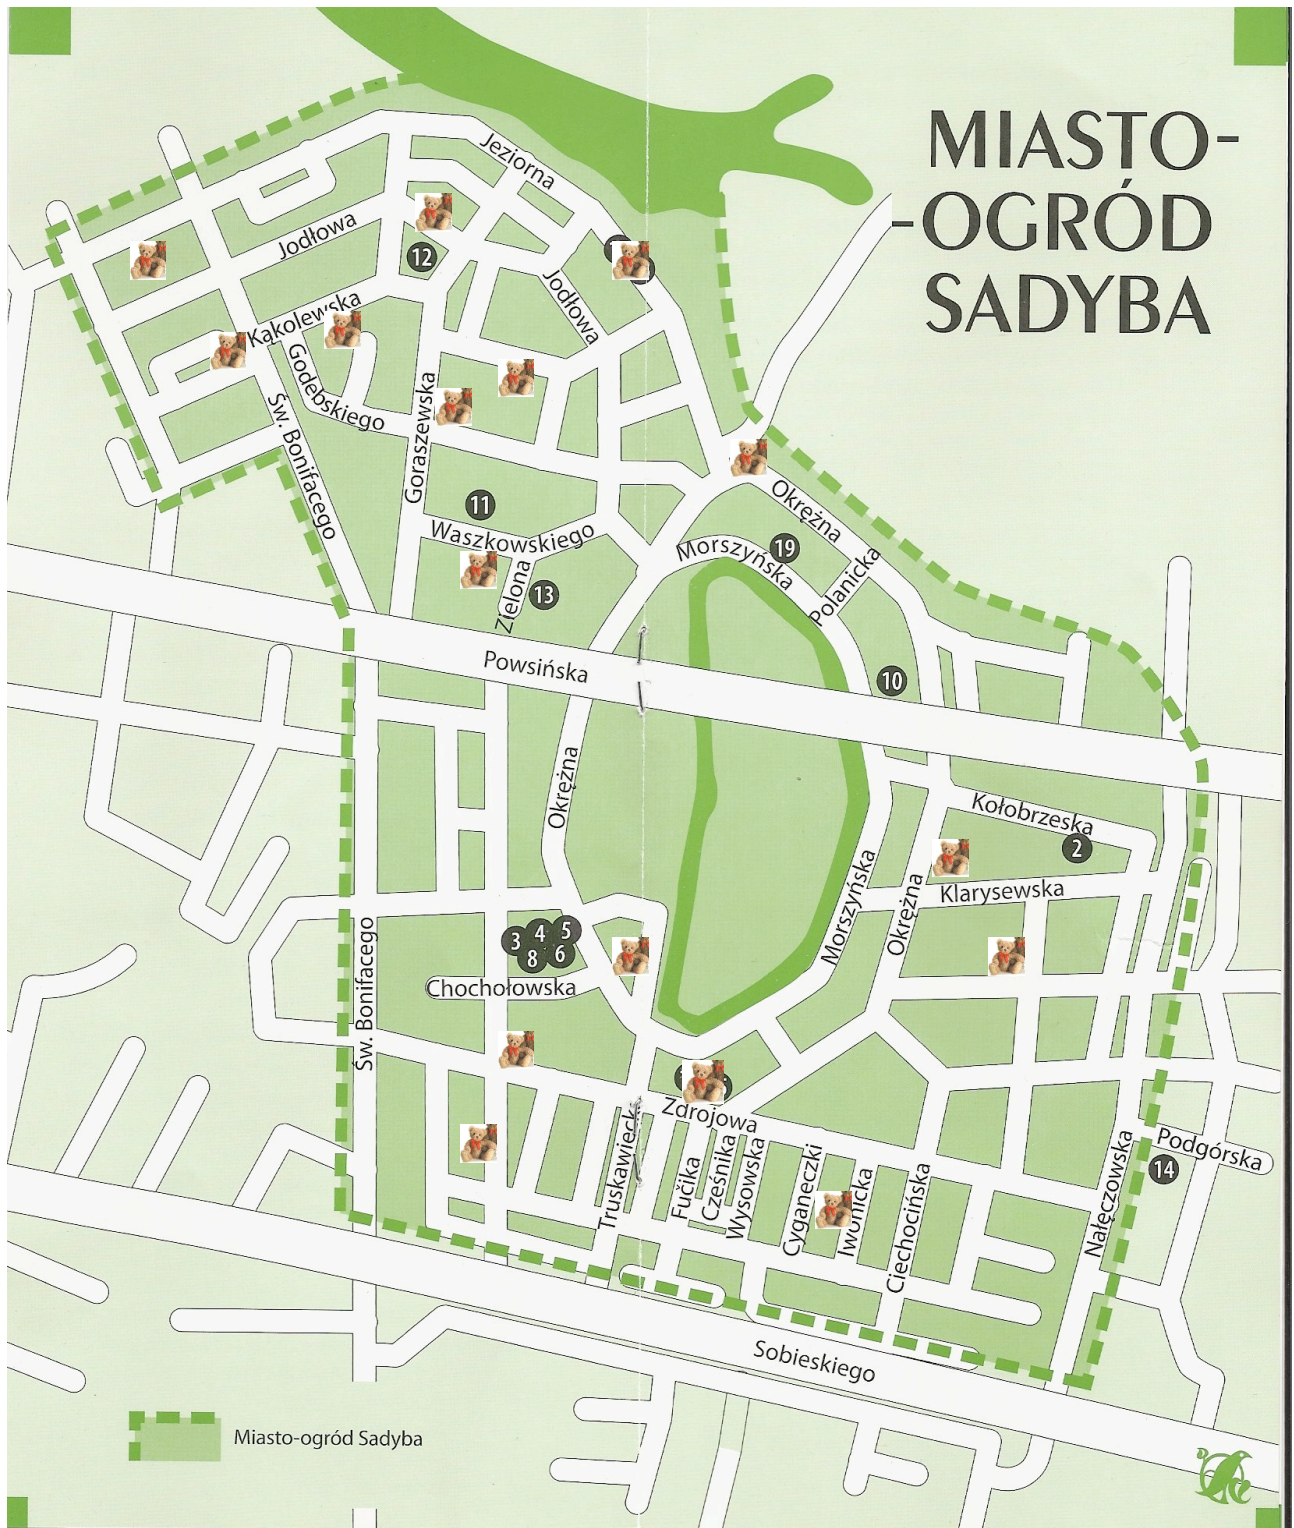 MIASTO-
-OGRÓD
SADYBA
Jeziorna
Jodłowa
12
Jodłowa
Kąkolewska
Godebskiego
Goraszewska
Św. Bonifacego
11
Waszkowskiego
Zielona
13
Okrężna
19
Morszyńska
Polanicka
10
Powsińska
Okrężna
Kołobrzeska
2
Klarysewska
Morszyńska
Okrężna
3
4
5
8
6
Chochołowska
Św. Bonifacego
Zdrojowa
Truskawiecka
Fučika
Cześnika
Wysowska
Cyganeczki
Iwonicka
Ciechocińska
Nałęczowska
Podgórska
14
Sobieskiego
Miasto-ogród Sadyba